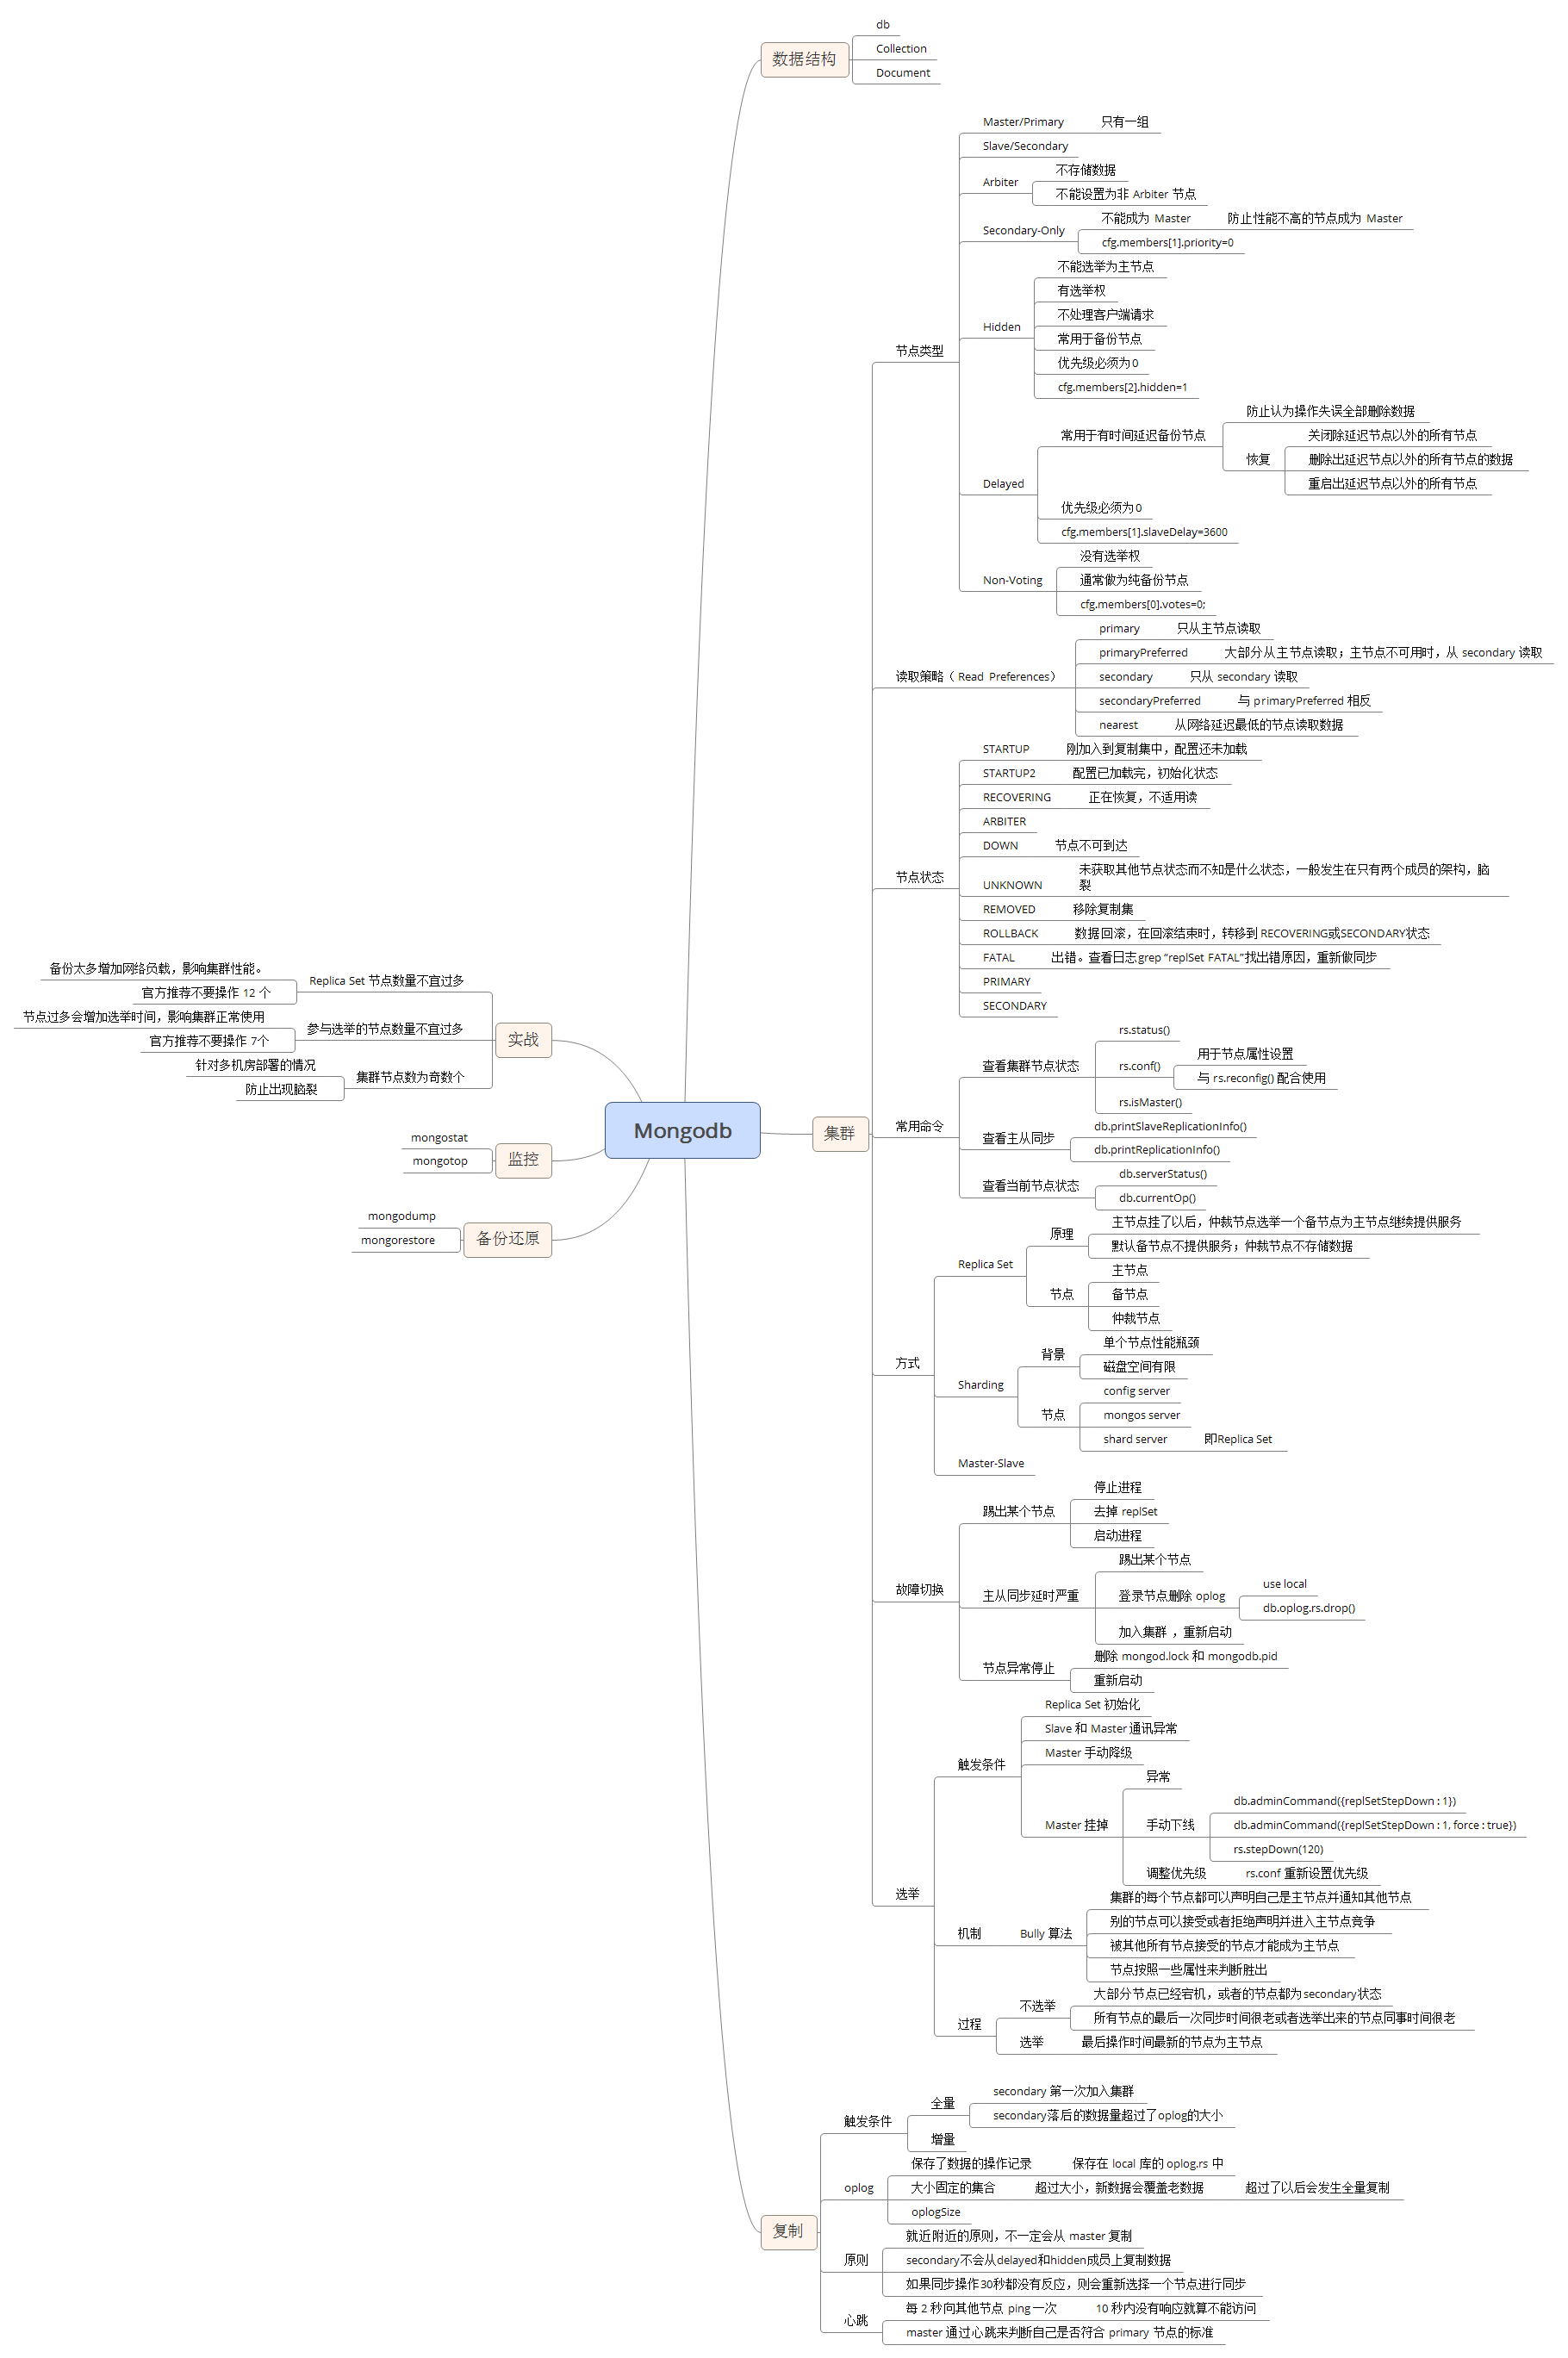 Mongodb
数据结构
db
Collection
Document
集群
节点类型
Master/Primary
只有一组
Slave/Secondary
Arbiter
不存储数据
不能设置为非 Arbiter 节点
Secondary-Only
不能成为 Master
防止性能不高的节点成为 Master
cfg.members[1].priority=0
Hidden
不能选举为主节点
有选举权
不处理客户端请求
常用于备份节点
优先级必须为0
cfg.members[2].hidden=1
Delayed
常用于有时间延迟备份节点
防止认为操作失误全部删除数据
恢复
关闭除延迟节点以外的所有节点
删除出延迟节点以外的所有节点的数据
重启出延迟节点以外的所有节点
优先级必须为0
cfg.members[1].slaveDelay=3600
Non-Voting
没有选举权
通常做为纯备份节点
cfg.members[0].votes=0;
读取策略（ Read Preferences）
primary
只从主节点读取
primaryPreferred
大部分从主节点读取；主节点不可用时，从 secondary 读取
secondary
只从 secondary 读取
secondaryPreferred
与 primaryPreferred 相反
nearest
从网络延迟最低的节点读取数据
节点状态
STARTUP
刚加入到复制集中，配置还未加载
STARTUP2
配置已加载完，初始化状态
RECOVERING
正在恢复，不适用读
ARBITER
DOWN
节点不可到达
UNKNOWN
未获取其他节点状态而不知是什么状态，一般发生在只有两个成员的架构，脑
裂
REMOVED
移除复制集
ROLLBACK
数据回滚，在回滚结束时，转移到 RECOVERING或SECONDARY状态
FATAL
出错。查看日志grep “replSet FATAL”找出错原因，重新做同步
PRIMARY
SECONDARY
常用命令
查看集群节点状态
rs.status()
rs.conf()
用于节点属性设置
与 rs.reconfig() 配合使用
rs.isMaster()
查看主从同步
db.printSlaveReplicationInfo()
db.printReplicationInfo()
查看当前节点状态
db.serverStatus()
db.currentOp()
方式
Replica Set
原理
主节点挂了以后，仲裁节点选举一个备节点为主节点继续提供服务
默认备节点不提供服务；仲裁节点不存储数据
节点
主节点
备节点
仲裁节点
Sharding
背景
单个节点性能瓶颈
磁盘空间有限
节点
config server
mongos server
shard server
即Replica Set
Master-Slave
故障切换
踢出某个节点
停止进程
去掉 replSet
启动进程
主从同步延时严重
踢出某个节点
登录节点删除 oplog
use local
db.oplog.rs.drop()
加入集群 ，重新启动
节点异常停止
删除 mongod.lock 和 mongodb.pid
重新启动
选举
触发条件
Replica Set 初始化
Slave 和 Master 通讯异常
Master 手动降级
Master 挂掉
异常
手动下线
db.adminCommand({replSetStepDown : 1})
db.adminCommand({replSetStepDown : 1, force : true})
rs.stepDown(120)
调整优先级
rs.conf 重新设置优先级
机制
Bully 算法
集群的每个节点都可以声明自己是主节点并通知其他节点
别的节点可以接受或者拒绝声明并进入主节点竞争
被其他所有节点接受的节点才能成为主节点
节点按照一些属性来判断胜出
过程
不选举
大部分节点已经宕机，或者的节点都为secondary状态
所有节点的最后一次同步时间很老或者选举出来的节点同事时间很老
选举
最后操作时间最新的节点为主节点
复制
触发条件
全量
secondary 第一次加入集群
secondary落后的数据量超过了oplog的大小
增量
oplog
保存了数据的操作记录
保存在 local 库的 oplog.rs 中
大小固定的集合
超过大小，新数据会覆盖老数据
超过了以后会发生全量复制
oplogSize
原则
就近附近的原则，不一定会从 master 复制
secondary不会从delayed和hidden成员上复制数据
如果同步操作30秒都没有反应，则会重新选择一个节点进行同步
心跳
每 2 秒向其他节点 ping 一次
10 秒内没有响应就算不能访问
master 通过心跳来判断自己是否符合 primary 节点的标准
实战
Replica Set 节点数量不宜过多
备份太多增加网络负载，影响集群性能。
官方推荐不要操作 12 个
参与选举的节点数量不宜过多
节点过多会增加选举时间，影响集群正常使用
官方推荐不要操作 7个
集群节点数为奇数个
针对多机房部署的情况
防止出现脑裂
监控
mongostat
mongotop
备份还原
mongodump
mongorestore